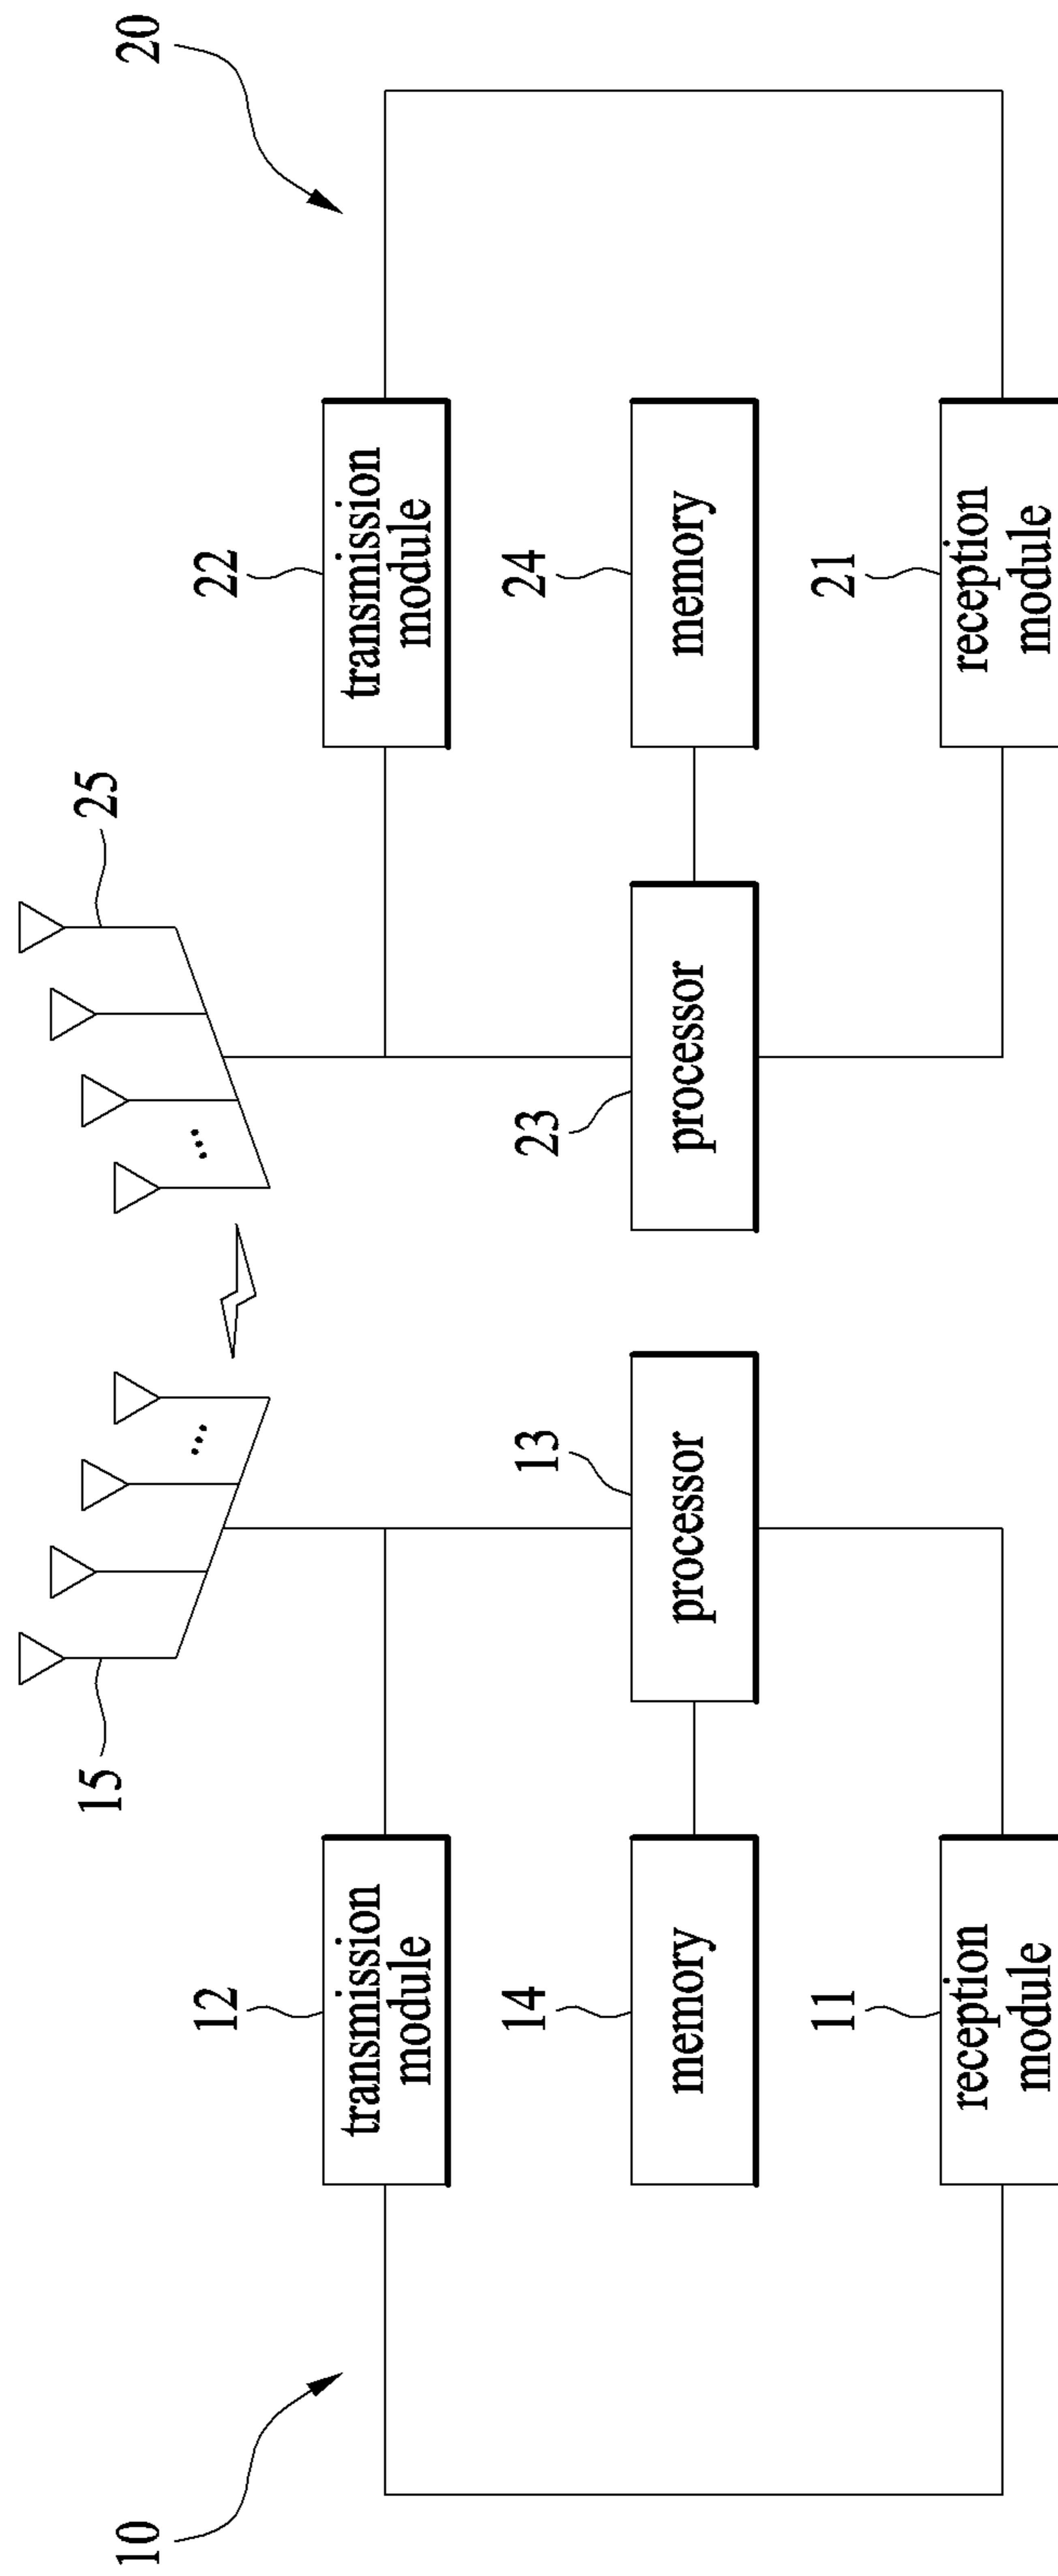 10
20
15
25
12
transmission
module
22
transmission
module
14
memory
13
processor
23
processor
24
memory
11
reception
module
21
reception
module